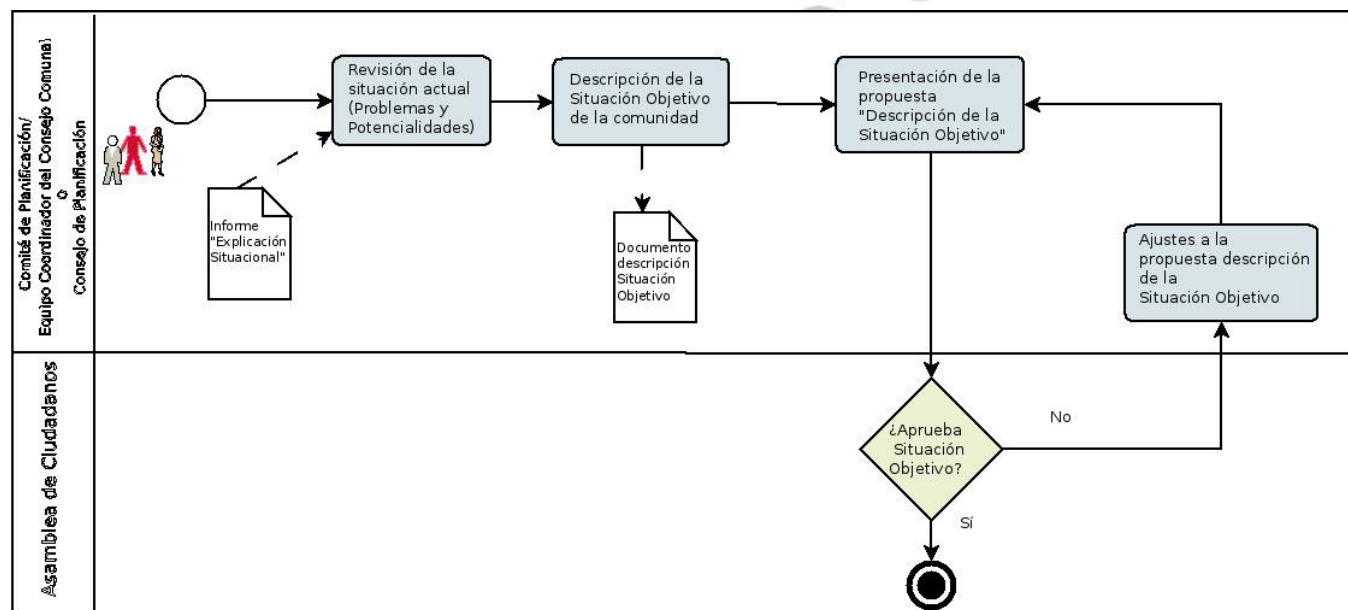 Comité de Planificación/
Equipo Coordinador del Consejo Comunal
o
Consejo de Planificación
Revisión de la
situación actual
(Problemas y
Potencialidades)
Descripción de la
Situación Objetivo
de la comunidad
Presentación de la
propuesta
"Descripción de la
Situación Objetivo"
Informe
"Explicación
Situacional"
Documento
descripción
Situación
Objetivo
Ajustes a la
propuesta descripción
de la
Situación Objetivo
Asamblea de Ciudadanos
¿Aprueba
Situación
Objetivo?
No
Sí